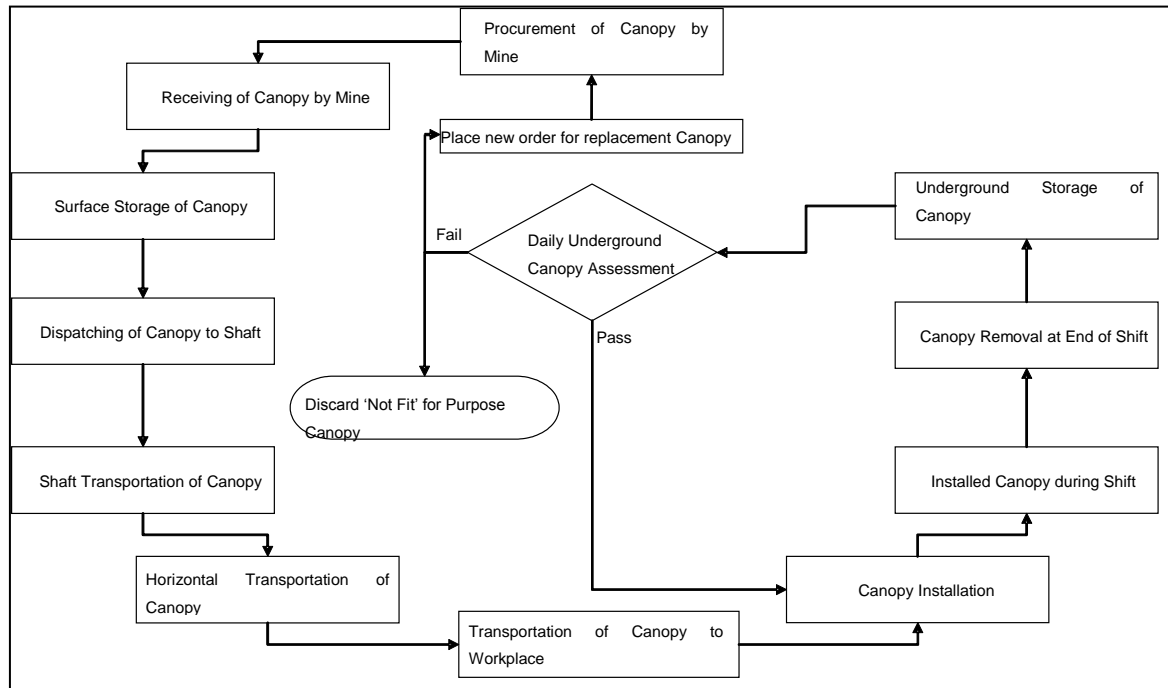 Procurement of Canopy by
Mine
Receiving of Canopy by Mine
Place new order for replacement Canopy
Surface Storage of Canopy
Underground Storage of
Canopy
Fail
Daily Underground
Canopy Assessment
Dispatching of Canopy to Shaft
Pass
Canopy Removal at End of Shift
Discard ‘Not Fit’ for Purpose
Canopy
Shaft Transportation of Canopy
Installed Canopy during Shift
Horizontal Transportation of
Canopy
Canopy Installation
Transportation of Canopy to
Workplace